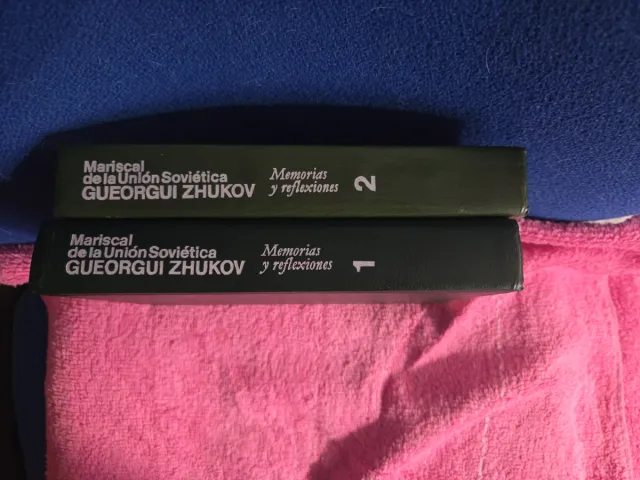 Mariscal
de la Unión Soviética
GUEORGUI ZHUKOV
Memorias
y reflexiones
2
Mariscal
de la Unión Soviética
GUEORGUI ZHUKOV
Memorias
y reflexiones
1